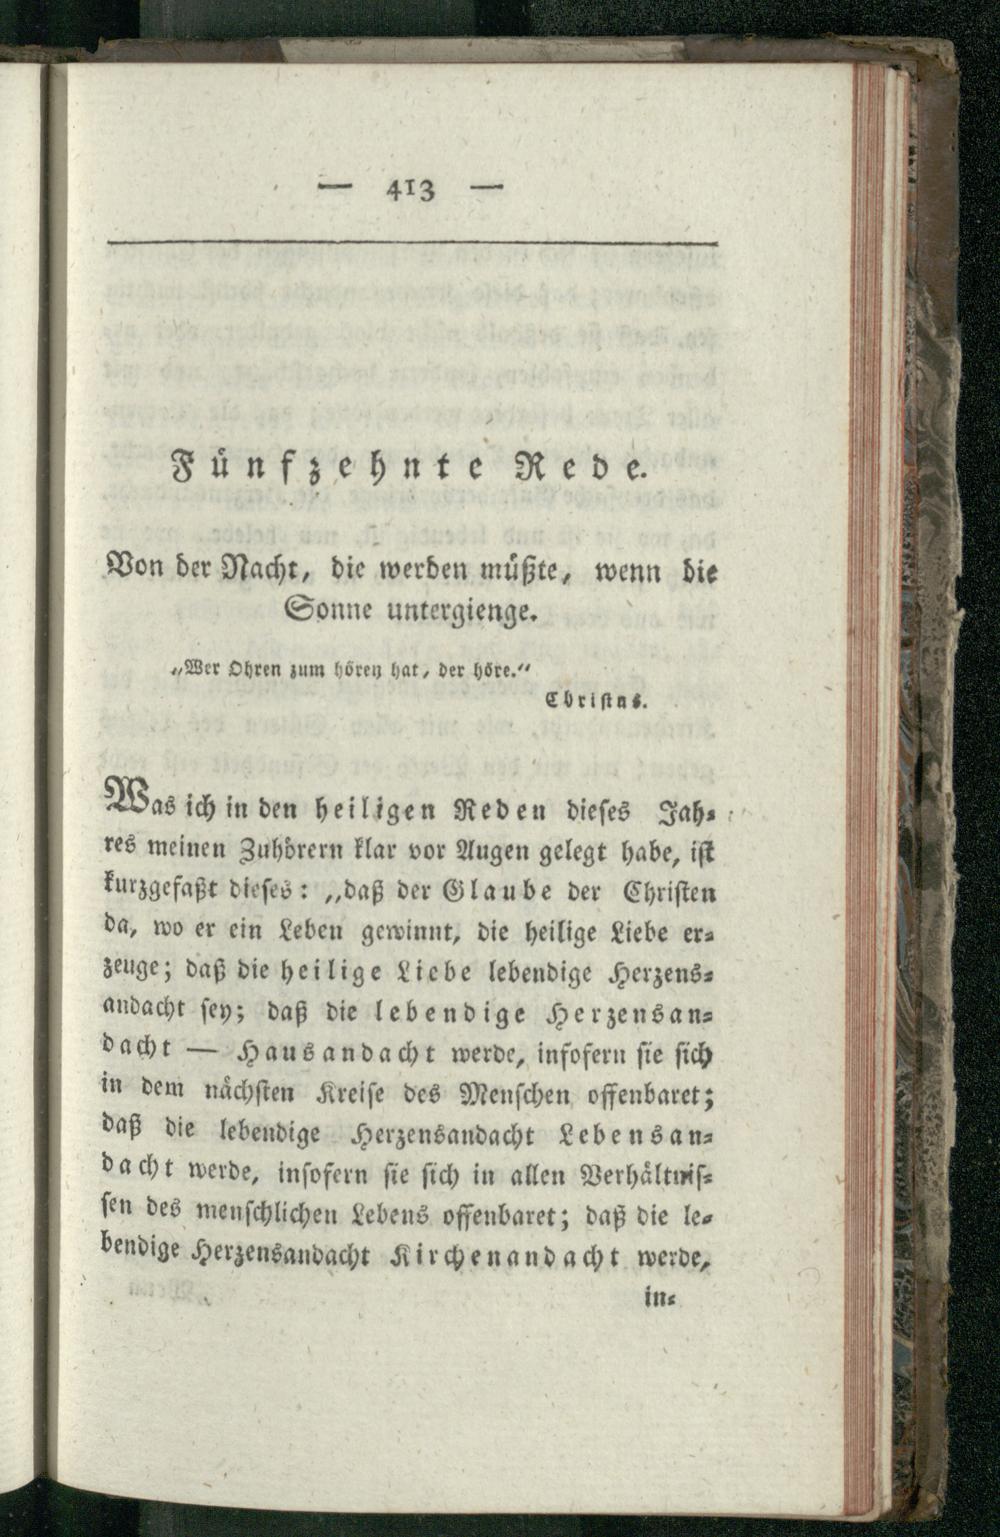 — 413 —
Fünfzehnte Rede.
Von der Nacht, die werden müßte, wenn die
Sonne untergienge.
„Wer Ohren zum hören hat, der höre.“
Christus.
Was ich in den heiligen Reden dieses Jah-
res meinen Zuhörern klar vor Augen gelegt habe, ist
kurzgefaßt dieses: „daß der Glaube der Christen
da, wo er ein Leben gewinnt, die heilige Liebe er-
zeuge; daß die heilige Liebe lebendige Herzens-
andacht sey; daß die lebendige Herzensan-
dacht — Hausandacht werde, insofern sie sich
in dem nächsten Kreise des Menschen offenbaret;
daß die lebendige Herzensandacht Lebensan-
dacht werde, insofern sie sich in allen Verhältnis-
sen des menschlichen Lebens offenbaret; daß die le-
bendige Herzensandacht Kirchenandacht werde,
in-